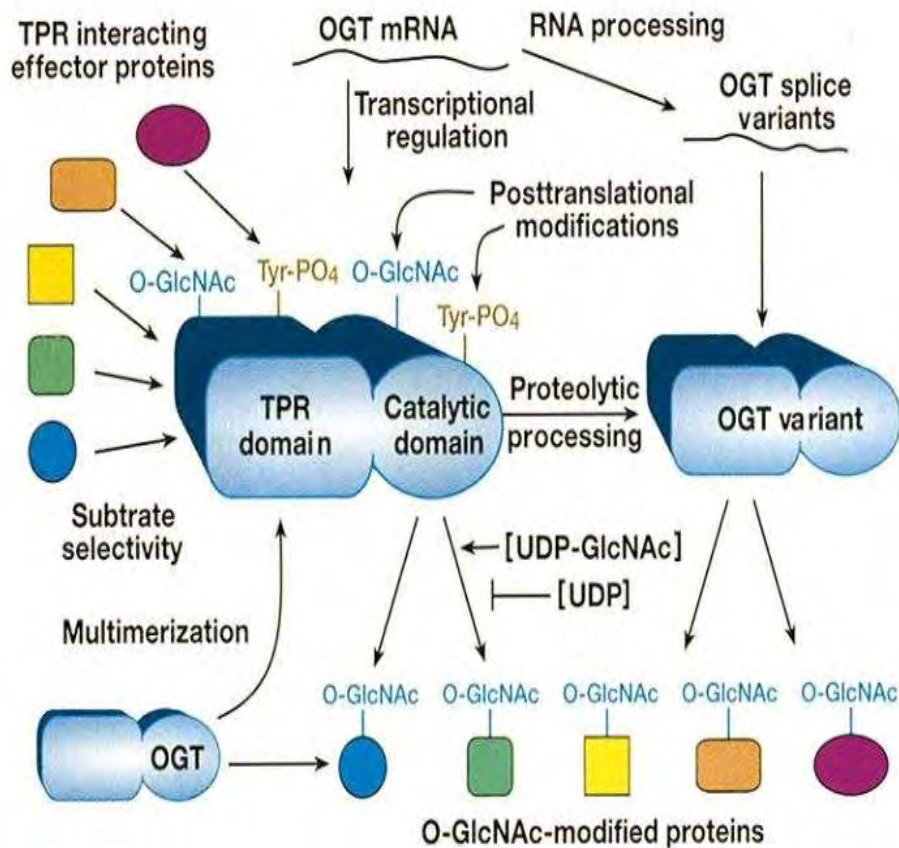 TPR interacting
effector proteins
OGT mRNA
RNA processing
OGT splice
variants
Transcriptional
regulation
Posttranslational
modifications
O-GlcNAc
Tyr-PO4
O-GlcNAc
Tyr-PO4
TPR
domain
Catalytic
domain
Proteolytic
processing
OGT variant
Subtrate
selectivity
[UDP-GlcNAc]
[UDP]
Multimerization
OGT
O-GlcNAc
O-GlcNAc
O-GlcNAc
O-GlcNAc
O-GlcNAc
O-GlcNAc-modified proteins